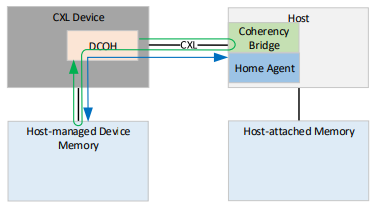 CXL Device
DCOH
CXL
Host
Coherency
Bridge
Home Agent
Host-managed Device
Memory
Host-attached Memory